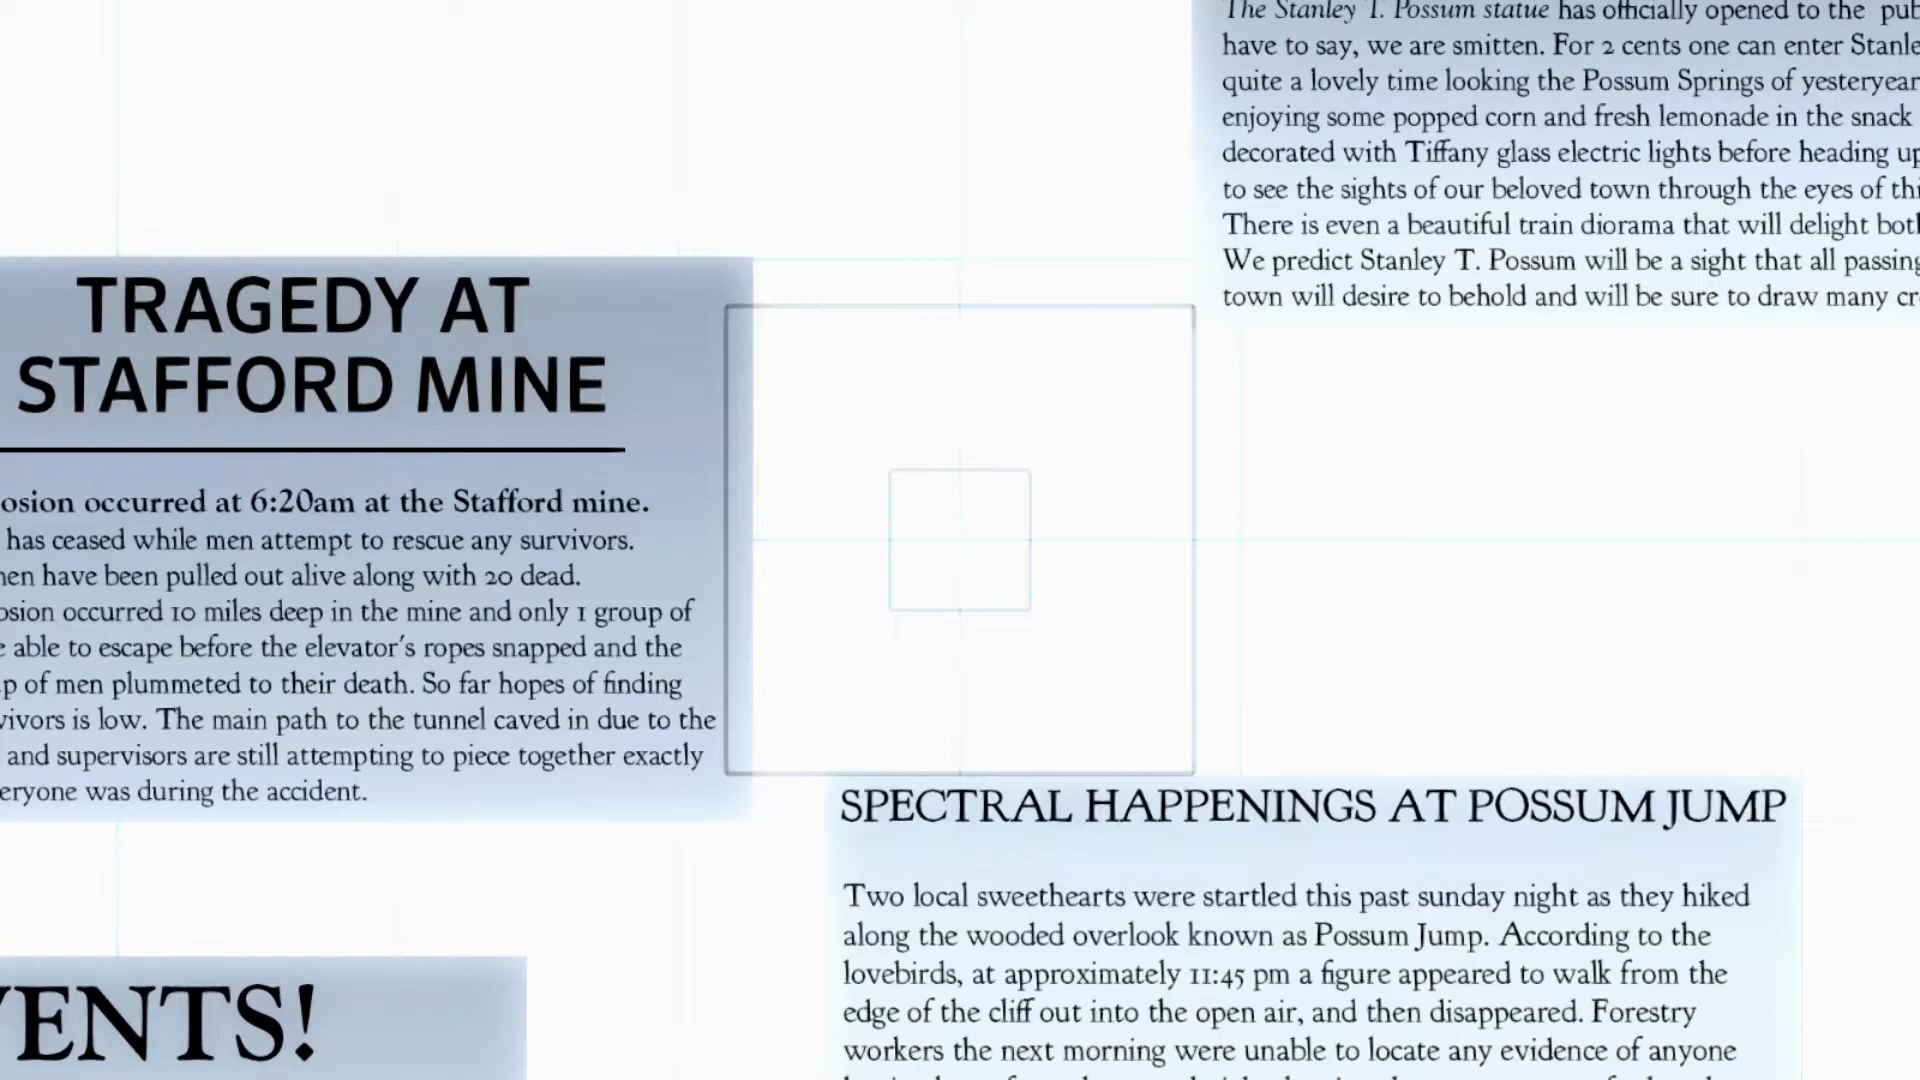 The Stanley T. Possum statue has officially opened to the
have to say, we are smitten. For 2 cents one can enter
quite a lovely time looking the Possum Springs of yesteryear
enjoying some popped corn and fresh lemonade in the snack
decorated with Tiffany glass electric lights before heading
to see the sights of our beloved town through the eyes of
There is even a beautiful train diorama that will delight
We predict Stanley T. Possum will be a sight that all
town will desire to behold and will be sure to draw many
TRAGEDY AT
STAFFORD MINE
occurred at 6:20am at the Stafford mine.
has ceased while men attempt to rescue any survivors.
have been pulled out alive along with 20 dead.
occurred 10 miles deep in the mine and only 1 group of
able to escape before the elevator's ropes snapped and the
of men plummeted to their death. So far hopes of finding
is low. The main path to the tunnel caved in due to the
and supervisors are still attempting to piece together exactly
was during the accident.
SPECTRAL HAPPENINGS AT POSSUM JUMP
Two local sweethearts were startled this past sunday night as they hiked
along the wooded overlook known as Possum Jump. According to the
lovebirds, at approximately 11:45 pm a figure appeared to walk from the
edge of the cliff out into the open air, and then disappeared. Forestry
workers the next morning were unable to locate any evidence of anyone